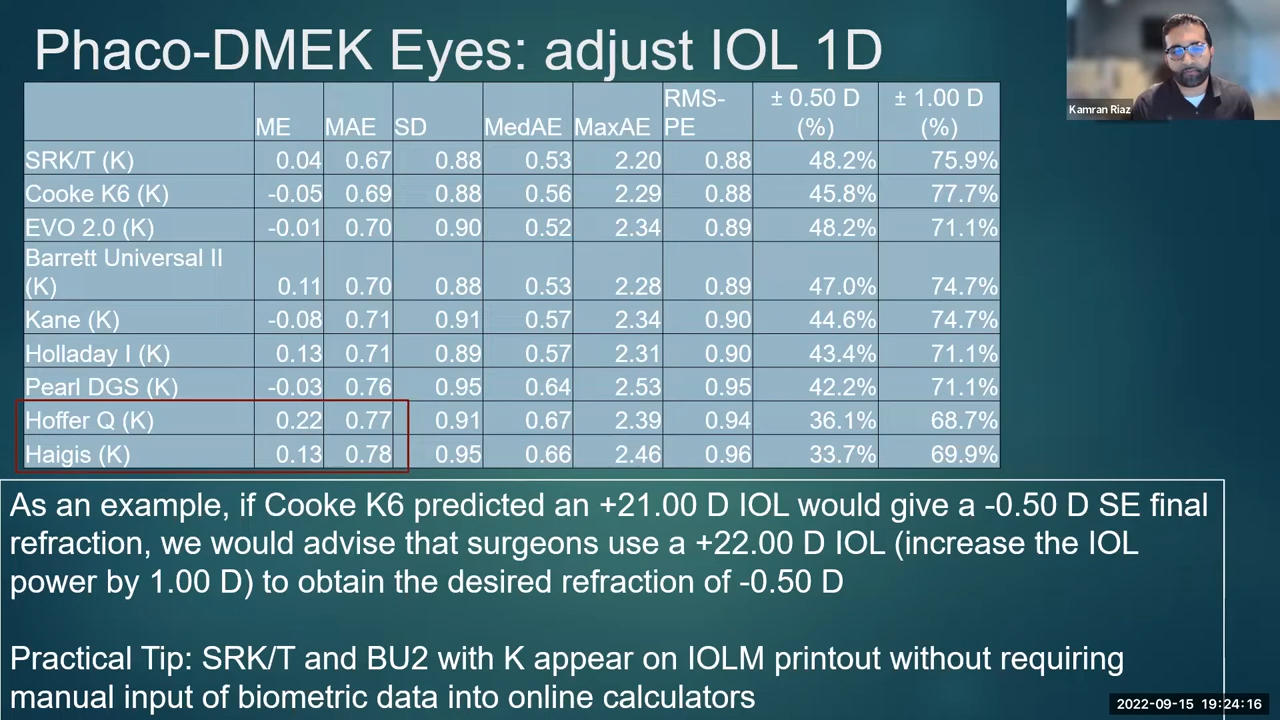 Phaco-DMEK Eyes: adjust IOL 1D
Kamran Riaz
ME MAE SD MedAE MaxAE RMS-PE ± 0.50 D (%) ± 1.00 D (%)
SRK/T (K) 0.04 0.67 0.88 0.53 2.20 0.88 48.2% 75.9%
Cooke K6 (K) -0.05 0.69 0.88 0.56 2.29 0.88 45.8% 77.7%
EVO 2.0 (K) -0.01 0.70 0.90 0.52 2.34 0.89 48.2% 71.1%
Barrett Universal II
(K) 0.11 0.70 0.88 0.53 2.28 0.89 47.0% 74.7%
Kane (K) -0.08 0.71 0.91 0.57 2.34 0.90 44.6% 74.7%
Holladay I (K) 0.13 0.71 0.89 0.57 2.31 0.90 43.4% 71.1%
Pearl DGS (K) -0.03 0.76 0.95 0.64 2.53 0.95 42.2% 71.1%
Hoffer Q (K) 0.22 0.77 0.91 0.67 2.39 0.94 36.1% 68.7%
Haigis (K) 0.13 0.78 0.95 0.66 2.46 0.96 33.7% 69.9%
As an example, if Cooke K6 predicted an +21.00 D IOL would give a -0.50 D SE final
refraction, we would advise that surgeons use a +22.00 D IOL (increase the IOL
power by 1.00 D) to obtain the desired refraction of -0.50 D
Practical Tip: SRK/T and BU2 with K appear on IOLM printout without requiring
manual input of biometric data into online calculators
2022-09-15 19:24:16